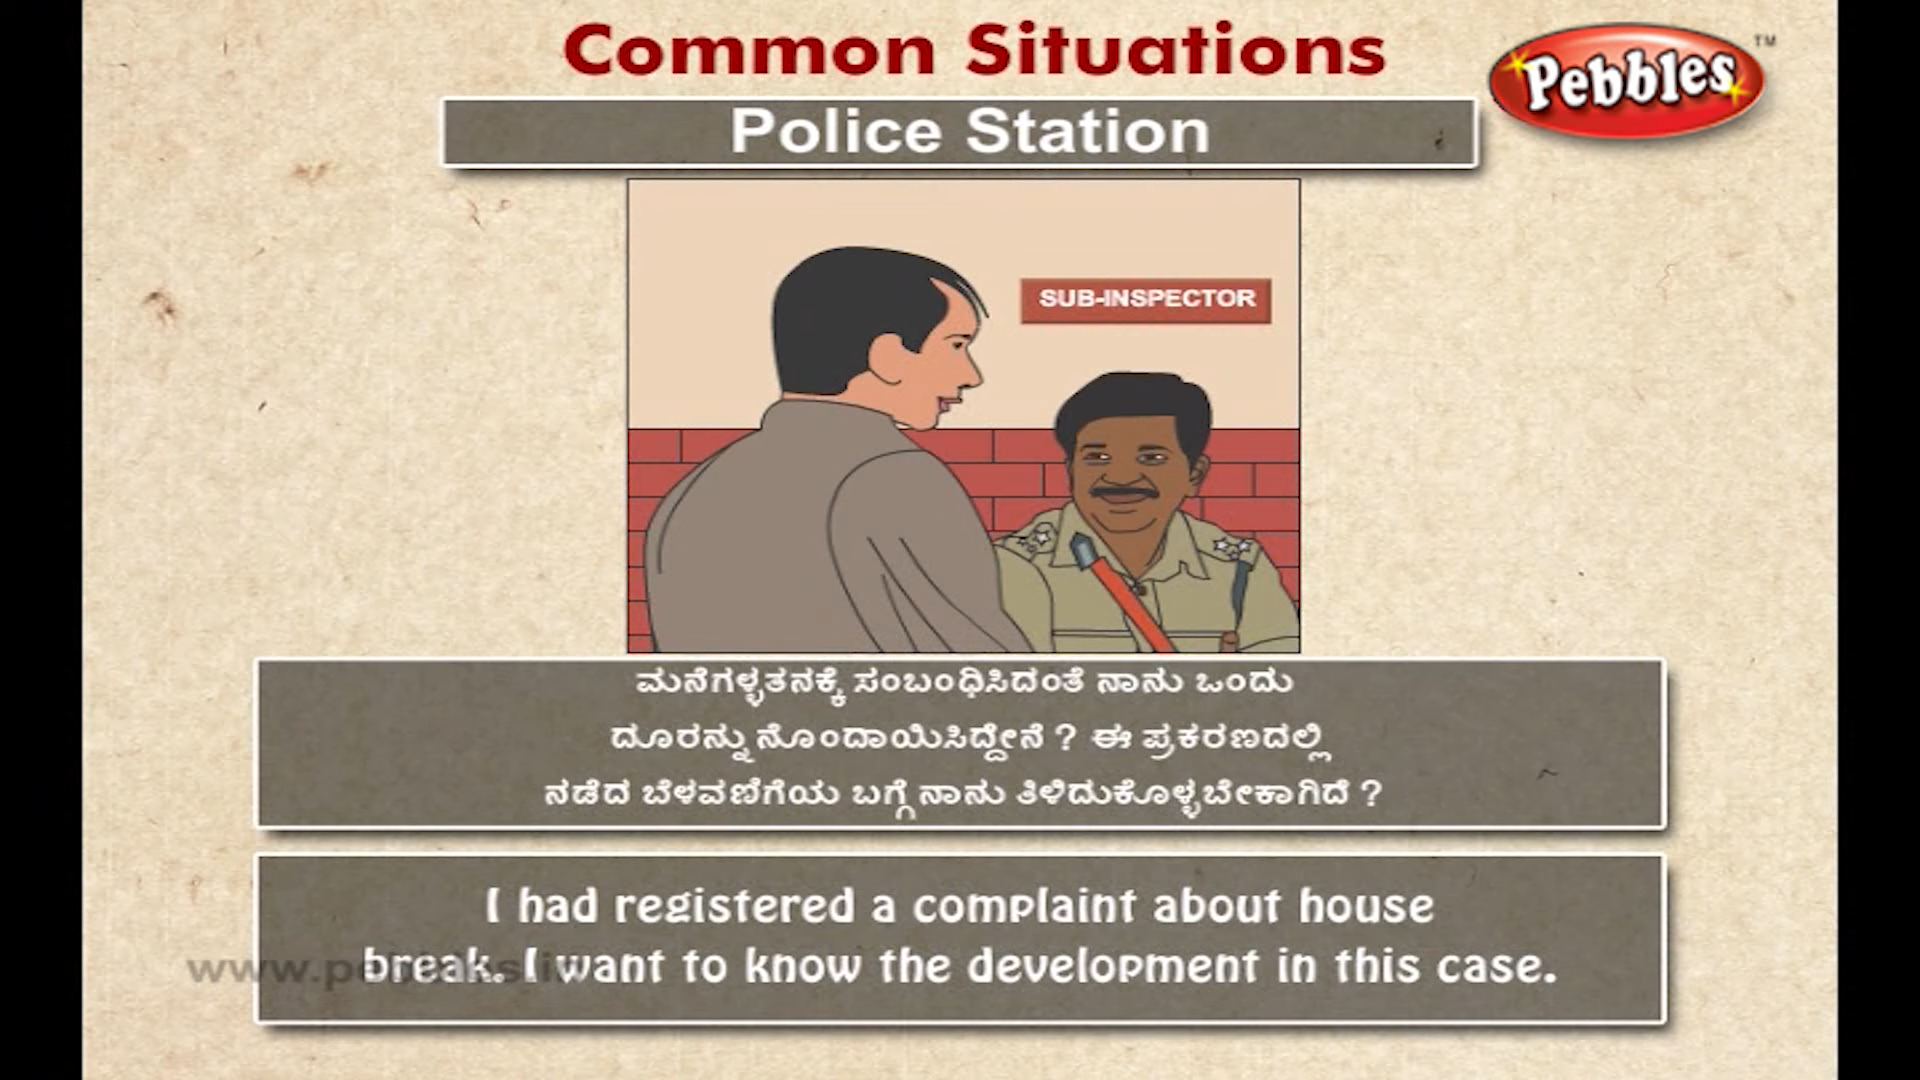 Common Situations
Pebbles™
Police Station
SUB-INSPECTOR
ಮನೆಗಳ್ಳತನಕ್ಕೆ ಸಂಬಂಧಿಸಿದಂತೆ ನಾನು ಒಂದು
ದೂರನ್ನು ನೊಂದಾಯಿಸಿದ್ದೇನೆ ? ಈ ಪ್ರಕರಣದಲ್ಲಿ
ನಡೆದ ಬೆಳವಣಿಗೆಯ ಬಗ್ಗೆ ನಾನು ತಿಳಿದುಕೊಳ್ಳಬೇಕಾಗಿದೆ ?
I had registered a complaint about house
break. I want to know the development in this case.